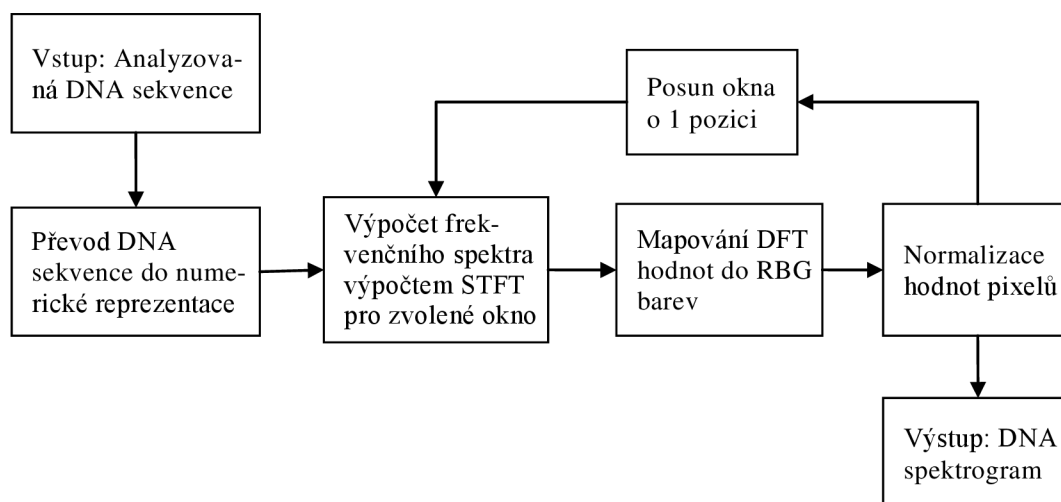 Vstup: Analyzova-
ná DNA sekvence
Posun okna
o 1 pozici
Převod DNA
sekvence do nume-
rické reprezentace
Výpočet frek-
venčního spektra
výpočtem STFT
pro zvolené okno
Mapování DFT
hodnot do RBG
barev
Normalizace
hodnot pixelů
Výstup: DNA
spektrogram